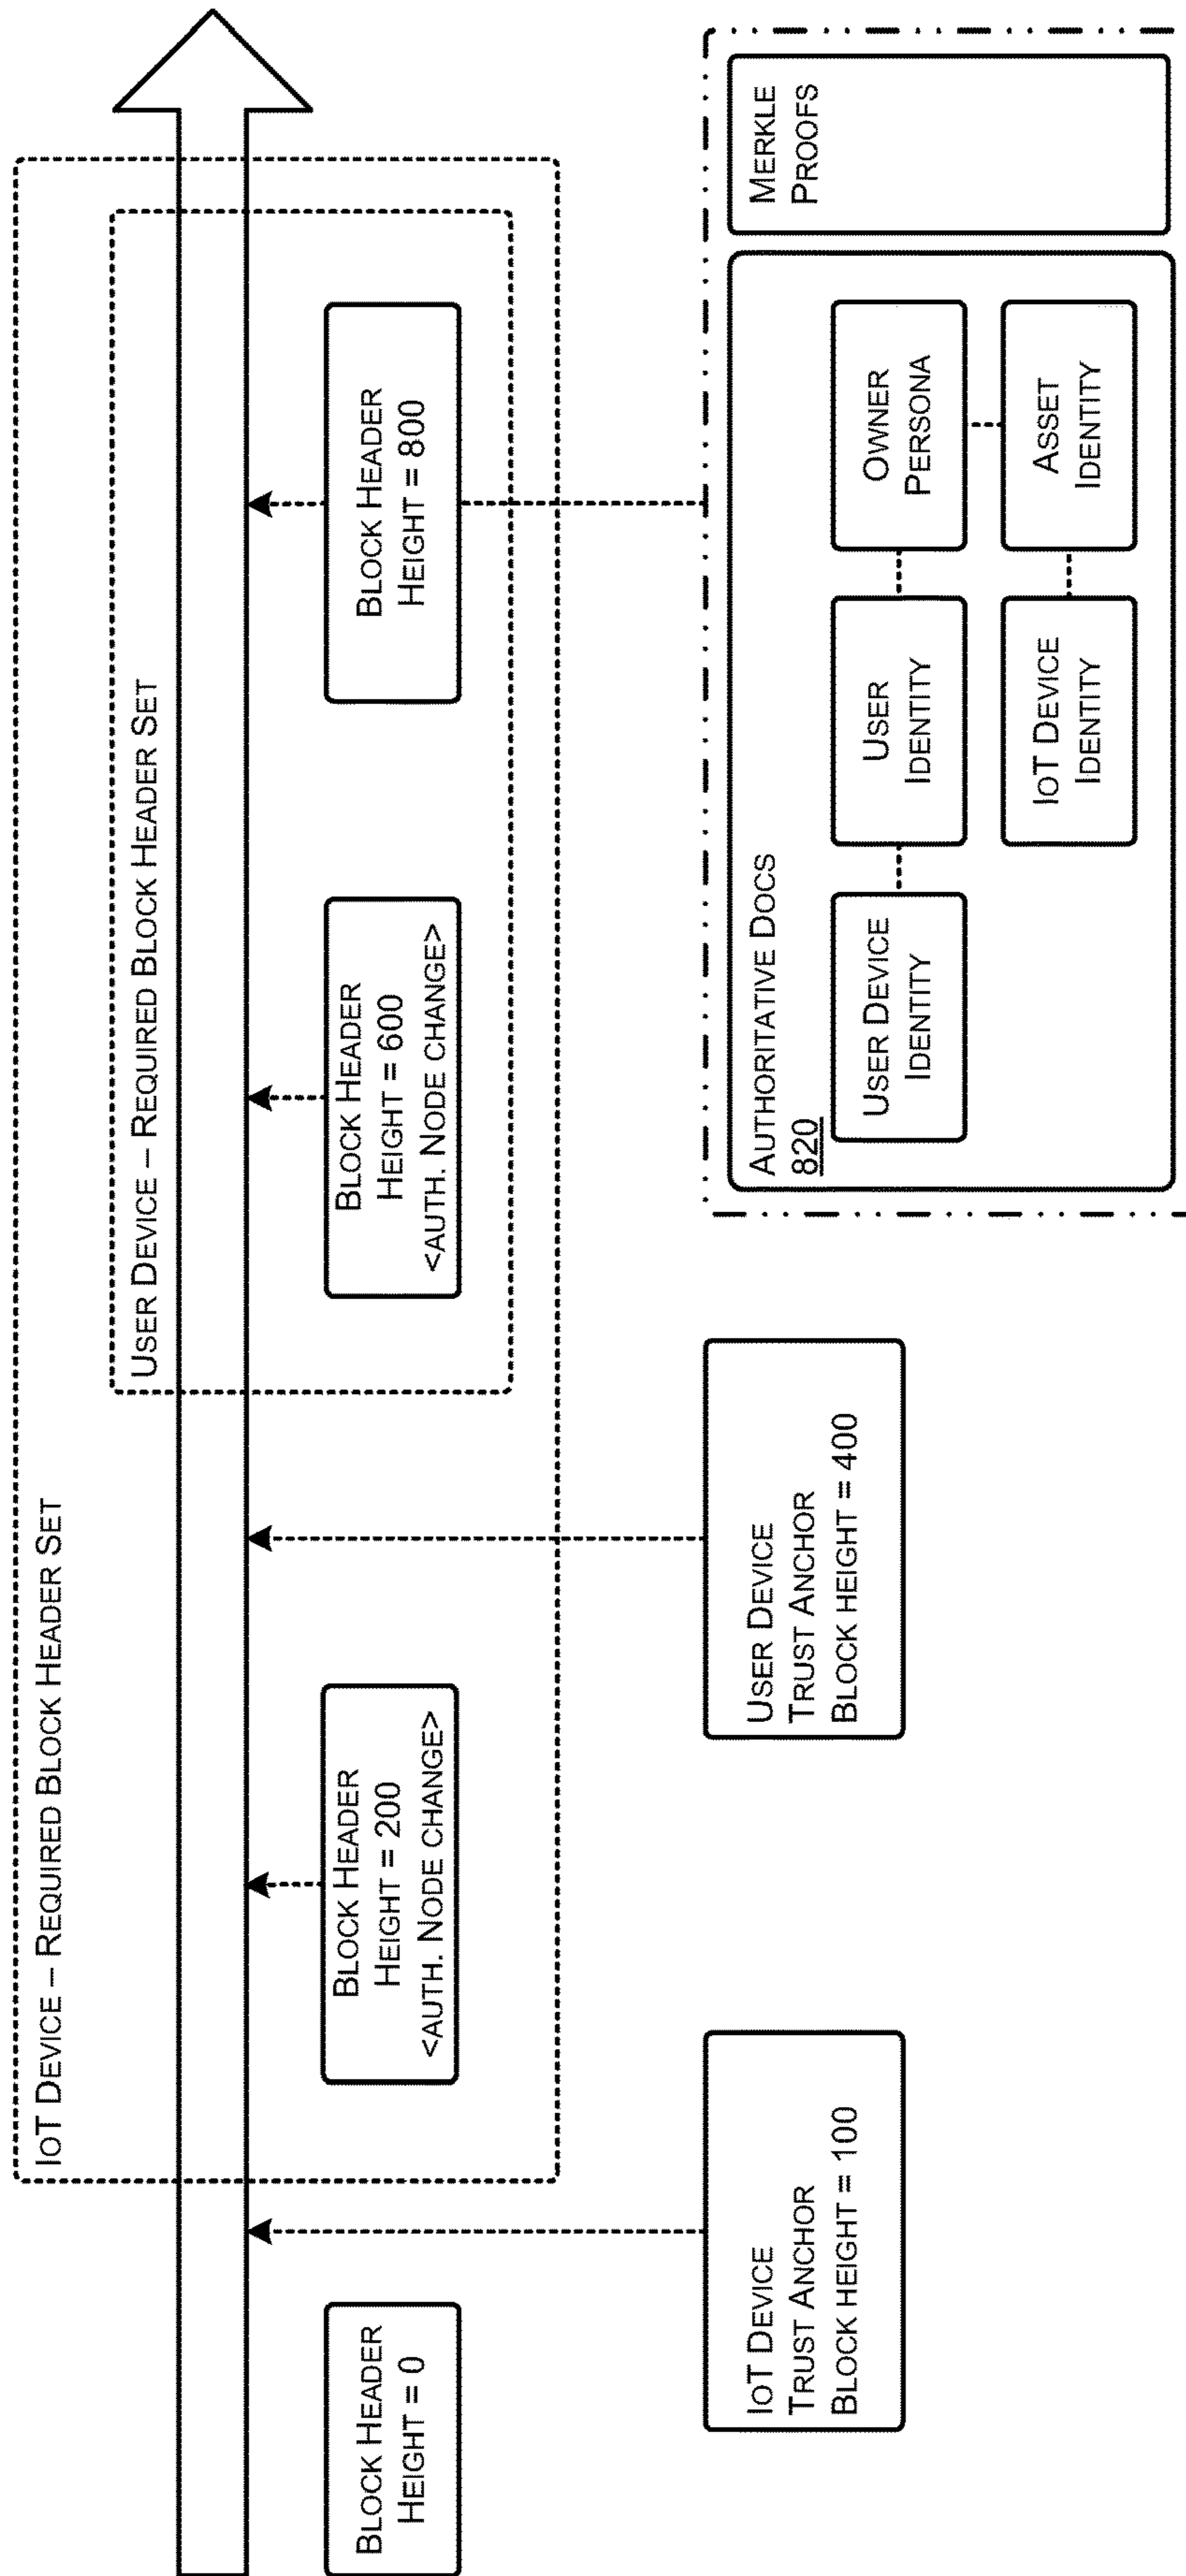 IoT Device – Required Block Header Set
User Device – Required Block Header Set
Block Header
Height = 0
Block Header
Height = 200
<Auth. Node change>
Block Header
Height = 600
<Auth. Node change>
Block Header
Height = 800
IoT Device
Trust Anchor
Block height = 100
User Device
Trust Anchor
Block height = 400
Authoritative Docs
820
User Device
Identity
User
Identity
Owner
Persona
IoT Device
Identity
Asset
Identity
Merkle
Proofs